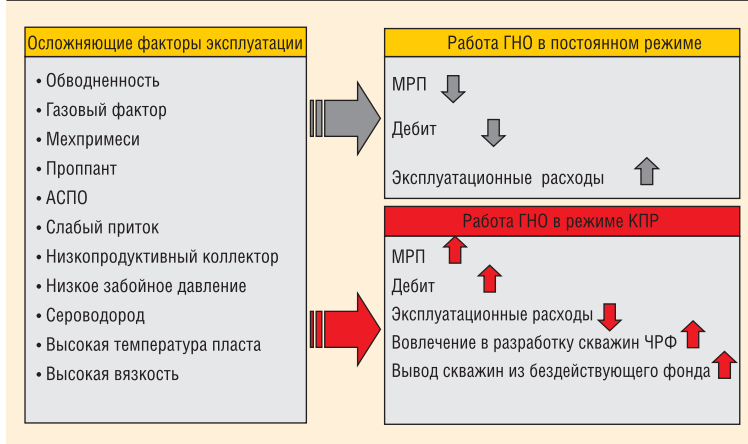 Осложняющие факторы эксплуатации
• Обводненность
• Газовый фактор
• Мехпримеси
• Проппант
• АСПО
• Слабый приток
• Низкопродуктивный коллектор
• Низкое забойное давление
• Сероводород
• Высокая температура пласта
• Высокая вязкость
Работа ГНО в постоянном режиме
МРП
Дебит
Эксплуатационные расходы
Работа ГНО в режиме КПР
МРП
Дебит
Эксплуатационные расходы
Вовлечение в разработку скважин ЧРФ
Вывод скважин из бездействующего фонда